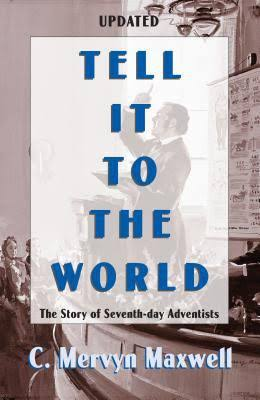 UPDATED
TELL
IT
TO
THE
WORLD
The Story of Seventh-day Adventists
C. Mervyn Maxwell